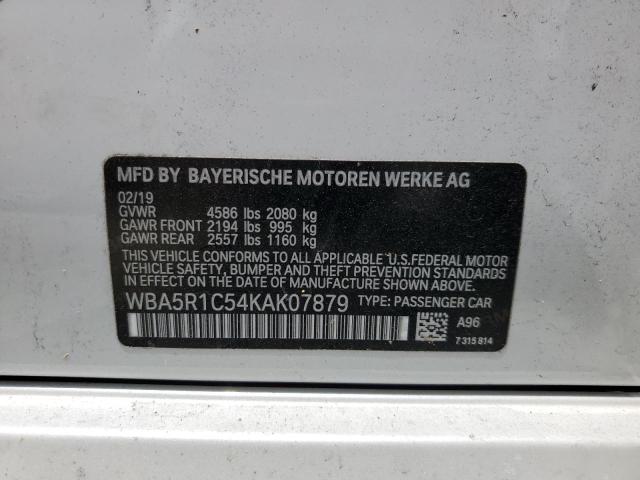 MFD BY BAYERISCHE MOTOREN WERKE AG
02/19
GVWR 4586 lbs 2080 kg
GAWR FRONT 2194 lbs 995 kg
GAWR REAR 2557 lbs 1160 kg
THIS VEHICLE CONFORMS TO ALL APPLICABLE U.S.FEDERAL MOTOR
VEHICLE SAFETY, BUMPER AND THEFT PREVENTION STANDARDS
IN EFFECT ON THE DATE OF MANUFACTURE SHOWN ABOVE.
WBA5R1C54KAK07879 TYPE: PASSENGER CAR
A96
7 315 814